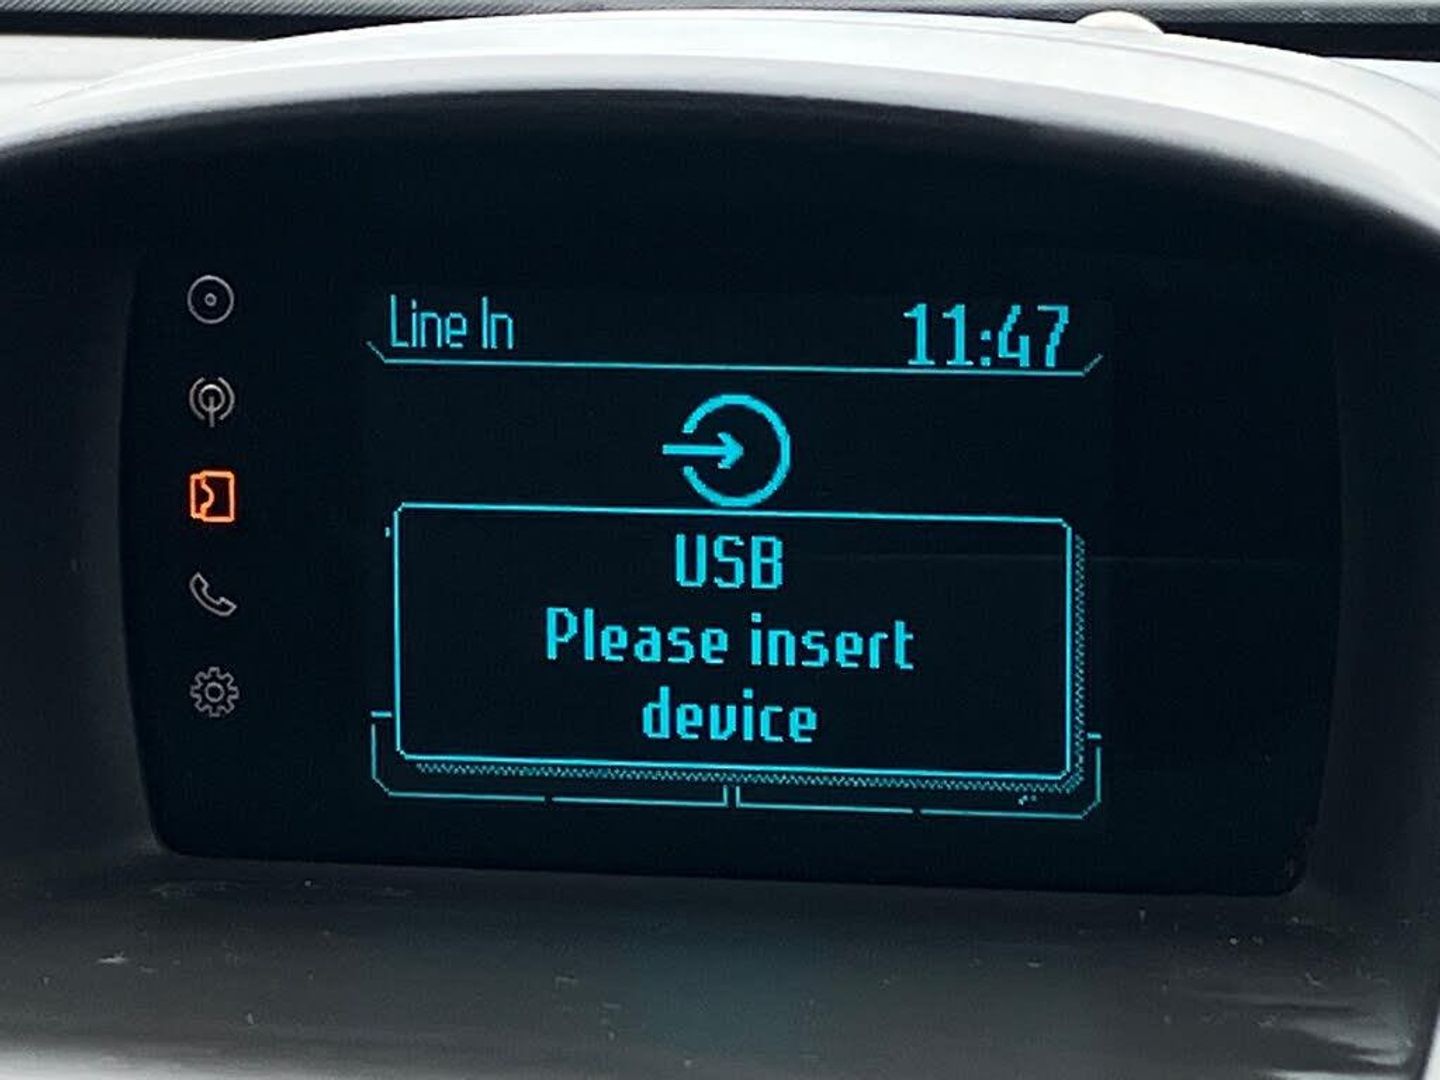 Line In
11:47
USB
Please insert
device